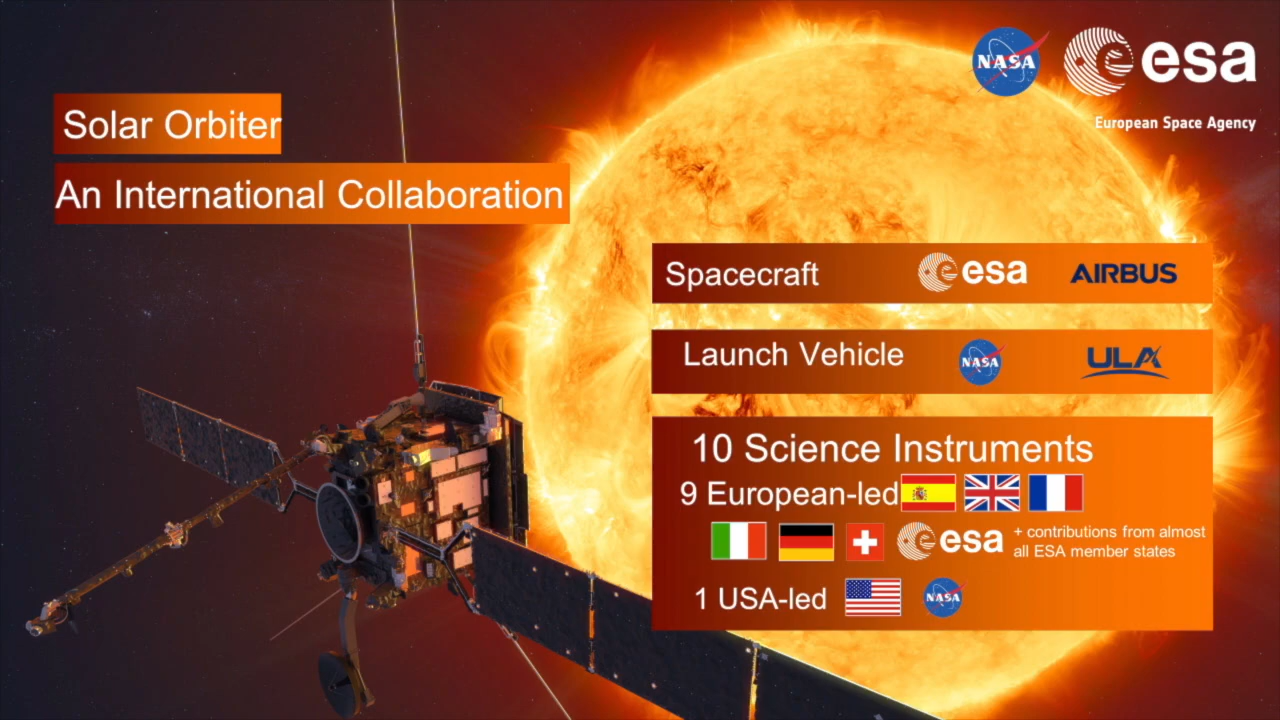 Solar Orbiter
An International Collaboration
NASA
esa
European Space Agency
Spacecraft esa AIRBUS
Launch Vehicle NASA ULA
10 Science Instruments
9 European-led
esa + contributions from almost
all ESA member states
1 USA-led NASA